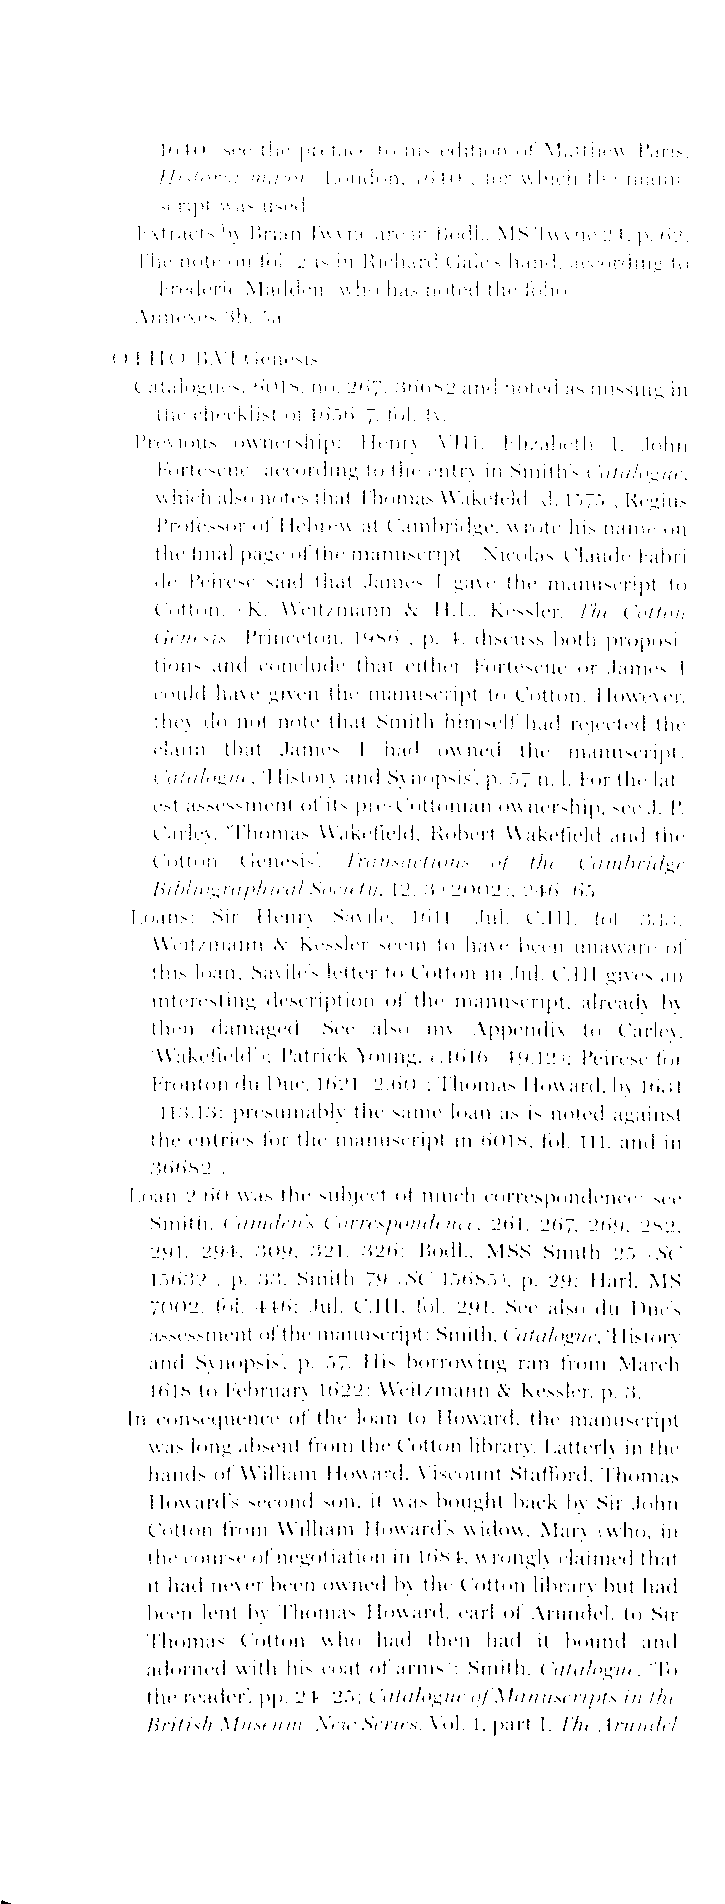 1640: see the preface to his edition of Matthew Paris,
Historia maior (London, 1640), for which the manu-
script was used.
Extracts by Brian Twyne are in Bodl., MS Twyne 24, p. 62.
The note on fol. 2 is in Richard Gale's hand, according to
Frederic Madden, who has noted the folio.
Annexes 3b, 5a.
OTHO B.VI Genesis
Catalogues: 6018, no. 267; 36682 and noted as missing in
the checklist of 1656–7, fol. iv.
Previous ownership: Henry VIII, Elizabeth I, John
Fortescue (according to the entry in Smith's Catalogue,
which also notes that Thomas Wakefeld (d. 1575), Regius
Professor of Hebrew at Cambridge, wrote his name on
the final page of the manuscript). Nicolas-Claude Fabri
de Peiresc said that James I gave the manuscript to
Cotton. (K. Weitzmann & H.L. Kessler, The Cotton
Genesis (Princeton, 1986), p. 4, discuss both proposi-
tions and conclude that either Fortescue or James I
could have given the manuscript to Cotton. However,
they do not note that Smith himself had rejected the
claim that James I had owned the manuscript:
Catalogue, 'History and Synopsis', p. 57 n.1. For the lat-
est assessment of its pre-Cottonian ownership, see J. P.
Carley, 'Thomas Wakefield, Robert Wakefield and the
Cotton Genesis', Transactions of the Cambridge
Bibliographical Society, 12, 3 (2002), 246–65.
Loans: Sir Henry Savile, 1611 (Jul. C.III, fol. 343:
Weitzmann & Kessler seem to have been unaware of
this loan. Savile's letter to Cotton in Jul. C.III gives an
interesting description of the manuscript, already by
then damaged. See also my Appendix to Carley,
'Wakefield'); Patrick Young, c.1616 (49.12); Peiresc for
Fronton du Duc, 1621 (2.60); Thomas Howard, by 1631
(113.13: presumably the same loan as is noted against
the entries for the manuscript in 6018, fol. 111, and in
36682).
Loan 2.60 was the subject of much correspondence: see
Smith, Camden's Correspondence, 261, 267, 269, 282,
291, 294, 309, 321, 326; Bodl., MSS Smith 25 (SC
15632), p. 33, Smith 79 (SC 15685), p. 29; Harl. MS
7002, fol. 446; Jul. C.III, fol. 291. See also du Duc's
assessment of the manuscript: Smith, Catalogue, 'History
and Synopsis', p. 57. His borrowing ran from March
1618 to February 1622: Weitzmann & Kessler, p. 3.
In consequence of the loan to Howard, the manuscript
was long absent from the Cotton library. Latterly in the
hands of William Howard, Viscount Stafford, Thomas
Howard's second son, it was bought back by Sir John
Cotton from William Howard's widow, Mary (who, in
the course of negotiation in 1684, wrongly claimed that
it had never been owned by the Cotton library but had
been lent by Thomas Howard, earl of Arundel, to Sir
Thomas Cotton who had then had it bound and
adorned with his coat of arms): Smith, Catalogue, 'To
the reader', pp. 24–25; Catalogue of Manuscripts in the
British Museum, New Series, Vol. 1, part I, The Arundel